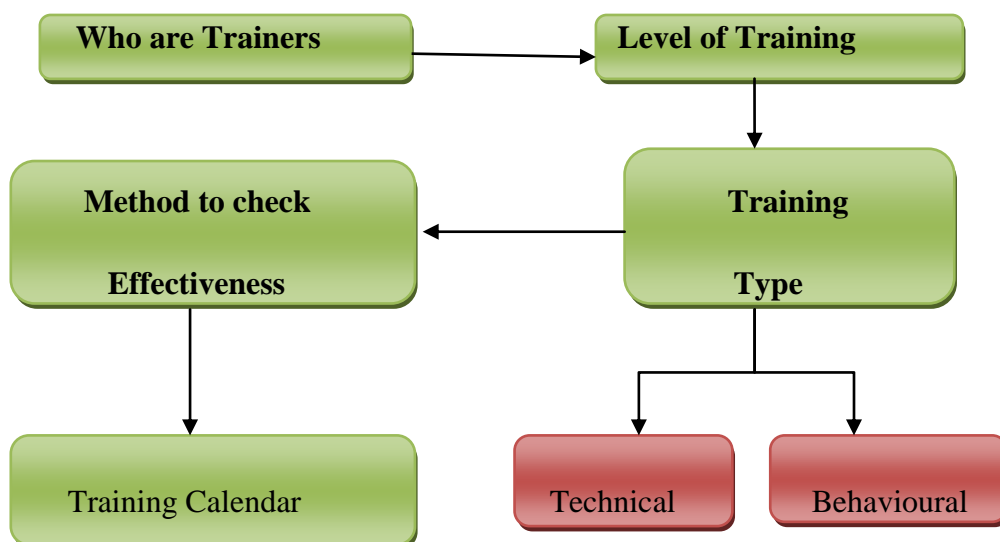 Who are Trainers
Level of Training
Method to check
Effectiveness
Training
Type
Training Calendar
Technical
Behavioural